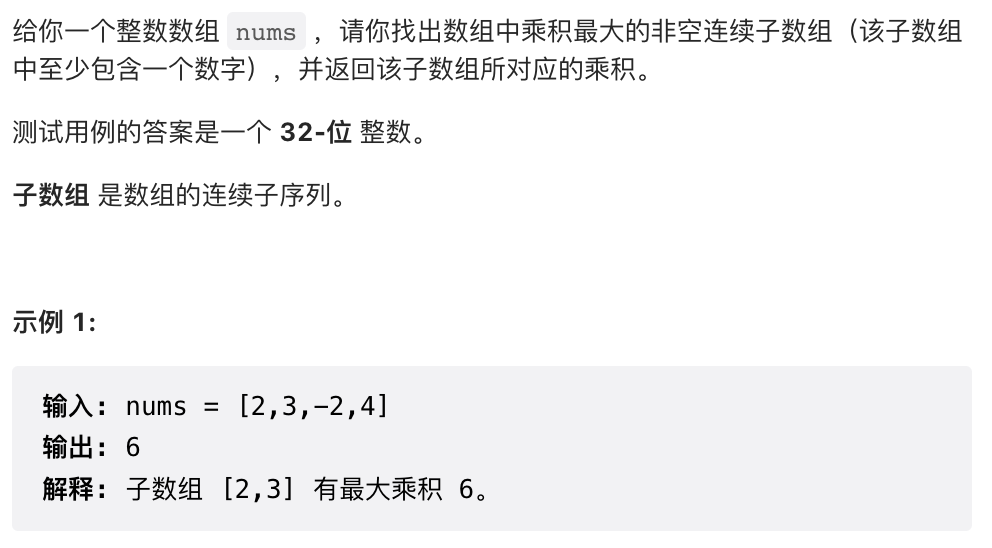 给你一个整数数组 nums ，请你找出数组中乘积最大的非空连续子数组（该子数组
中至少包含一个数字），并返回该子数组所对应的乘积。
测试用例的答案是一个 32-位 整数。
子数组 是数组的连续子序列。
示例 1:
输入: nums = [2,3,-2,4]
输出: 6
解释: 子数组 [2,3] 有最大乘积 6。